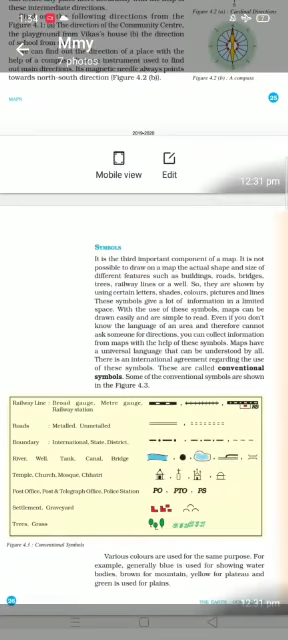 these intermediate directions.
following directions from the
Figure 4.1: (a) The direction of the Community Centre,
the playground from Vikas's house (b) the direction
of school from
can find out the direction of a place with the
help of a compass. instrument used to find
out main directions. Its magnetic needle always points
towards north-south direction (Figure 4.2 (b)).
Figure 4.2 (a) : Cardinal Directions
Figure 4.2 (b) : A compass
Mmy
7 photos
MAPS
25
2019-2020
Mobile view
Edit
12:31 pm
SYMBOLS
It is the third important component of a map. It is not
possible to draw on a map the actual shape and size of
different features such as buildings, roads, bridges,
trees, railway lines or a well. So, they are shown by
using certain letters, shades, colours, pictures and lines
These symbols give a lot of information in a limited
space. With the use of these symbols, maps can be
drawn easily and are simple to read. Even if you don't
know the language of an area and therefore cannot
ask someone for directions, you can collect information
from maps with the help of these symbols. Maps have
a universal language that can be understood by all.
There is an international agreement regarding the use
of these symbols. These are called conventional
symbols. Some of the conventional symbols are shown
in the Figure 4.3.
Railway Line : Broad gauge, Metre gauge,
Railway station
RS
Roads : Metalled, Unmetalled
Boundary : International, State, District,
River, Well, Tank, Canal, Bridge
Temple, Church, Mosque, Chhatri
Post Office, Post & Telegraph Office, Police Station PO , PTO , PS
Settlement, Graveyard
Trees, Grass
Figure 4.3 : Conventional Symbols
Various colours are used for the same purpose. For
example, generally blue is used for showing water
bodies, brown for mountain, yellow for plateau and
green is used for plains.
26
THE EARTH :
12:31 pm